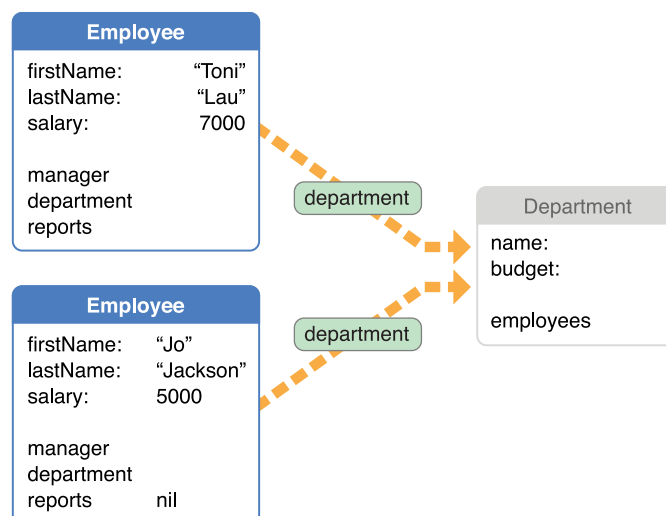 Employee
firstName: “Toni”
lastName: “Lau”
salary: 7000
manager
department
reports
department
Department
name:
budget:
employees
Employee
firstName: “Jo”
lastName: “Jackson”
salary: 5000
manager
department
reports nil
department